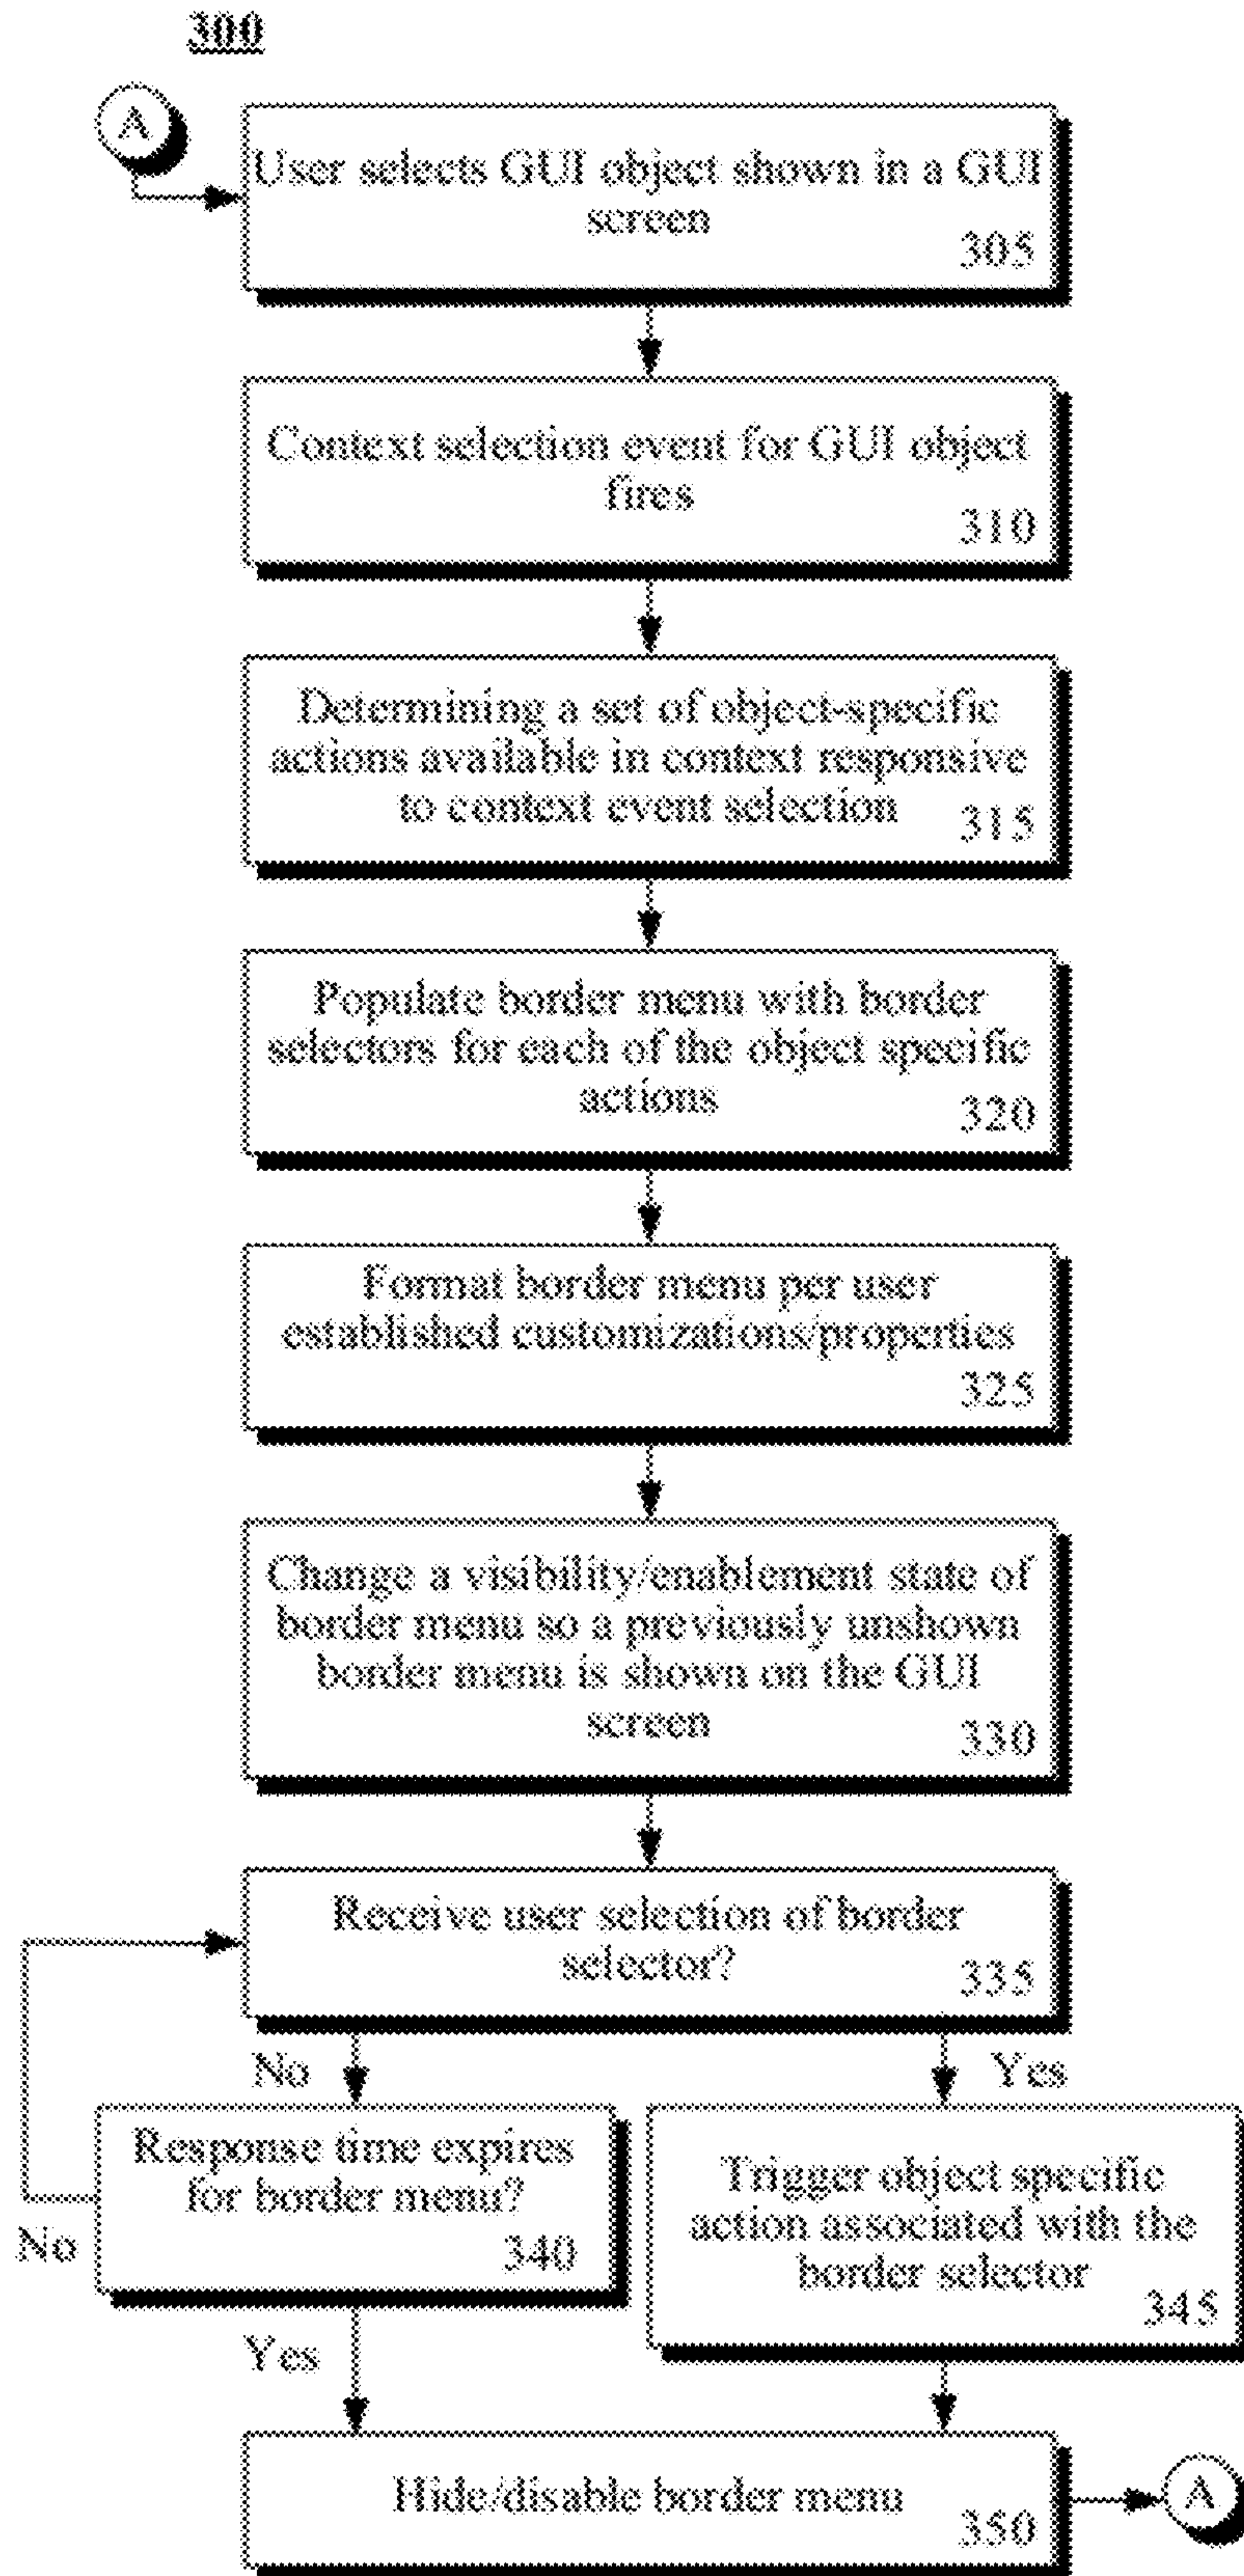 300
A
User selects GUI object shown in a GUI
screen
305
Context selection event for GUI object
fires
310
Determining a set of object-specific
actions available in context responsive
to context event selection
315
Populate border menu with border
selectors for each of the object specific
actions
320
Format border menu per user
established customizations/properties
325
Change a visibility/enablement state of
border menu so a previously unshown
border menu is shown on the GUI
screen
330
Receive user selection of border
selector?
335
No
Yes
Response time expires
for border menu?
340
No
Trigger object specific
action associated with the
border selector
345
Yes
Hide/disable border menu
350
A